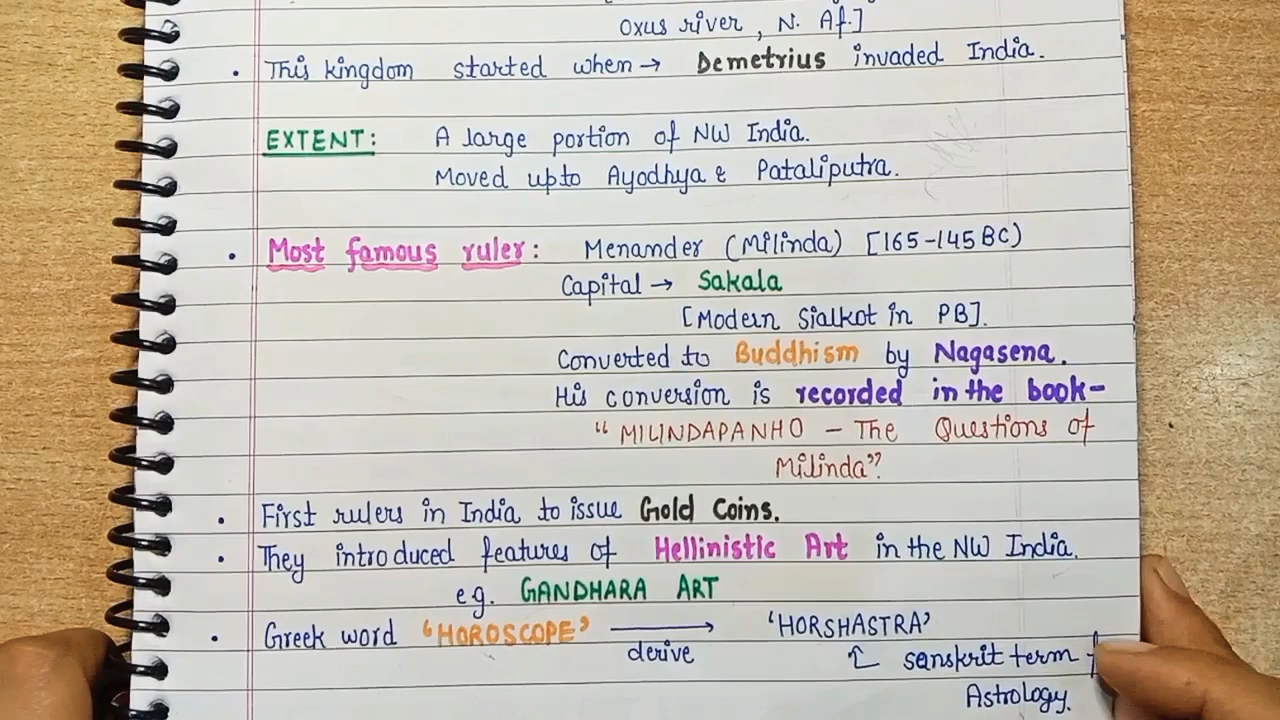 Oxus river, N. Af.]
• This kingdom started when → Demetrius invaded India.
EXTENT: A large portion of NW India.
Moved upto Ayodhya & Pataliputra.
• Most famous ruler: Menander (Milinda) [165-145BC)
Capital → Sakala
[Modern Sialkot in PB].
Converted to Buddhism by Nagasena.
His conversion is recorded in the book-
“MILINDAPANHO - The Questions of
Milinda”?
• First rulers in India to issue Gold Coins.
• They introduced features of Hellinistic Art in the NW India.
e.g. GANDHARA ART
• Greek word ‘HOROSCOPE’ → 'HORSHASTRA'
derive
sanskrit term
Astrology.